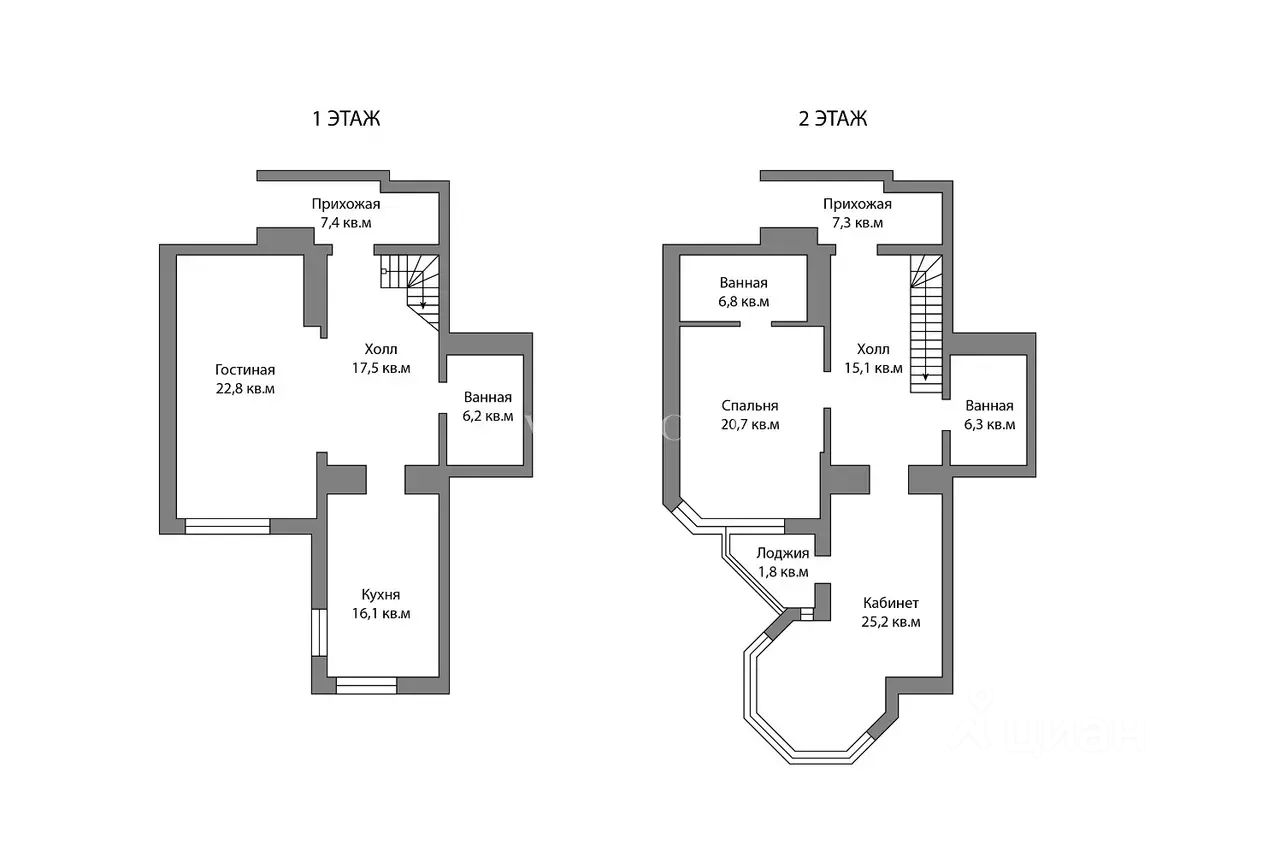 1 ЭТАЖ
Прихожая
7,4 кв.м
Гостиная
22,8 кв.м
Холл
17,5 кв.м
Ванная
6,2 кв.м
Кухня
16,1 кв.м
2 ЭТАЖ
Прихожая
7,3 кв.м
Ванная
6,8 кв.м
Холл
15,1 кв.м
Спальня
20,7 кв.м
Ванная
6,3 кв.м
Лоджия
1,8 кв.м
Кабинет
25,2 кв.м
циан